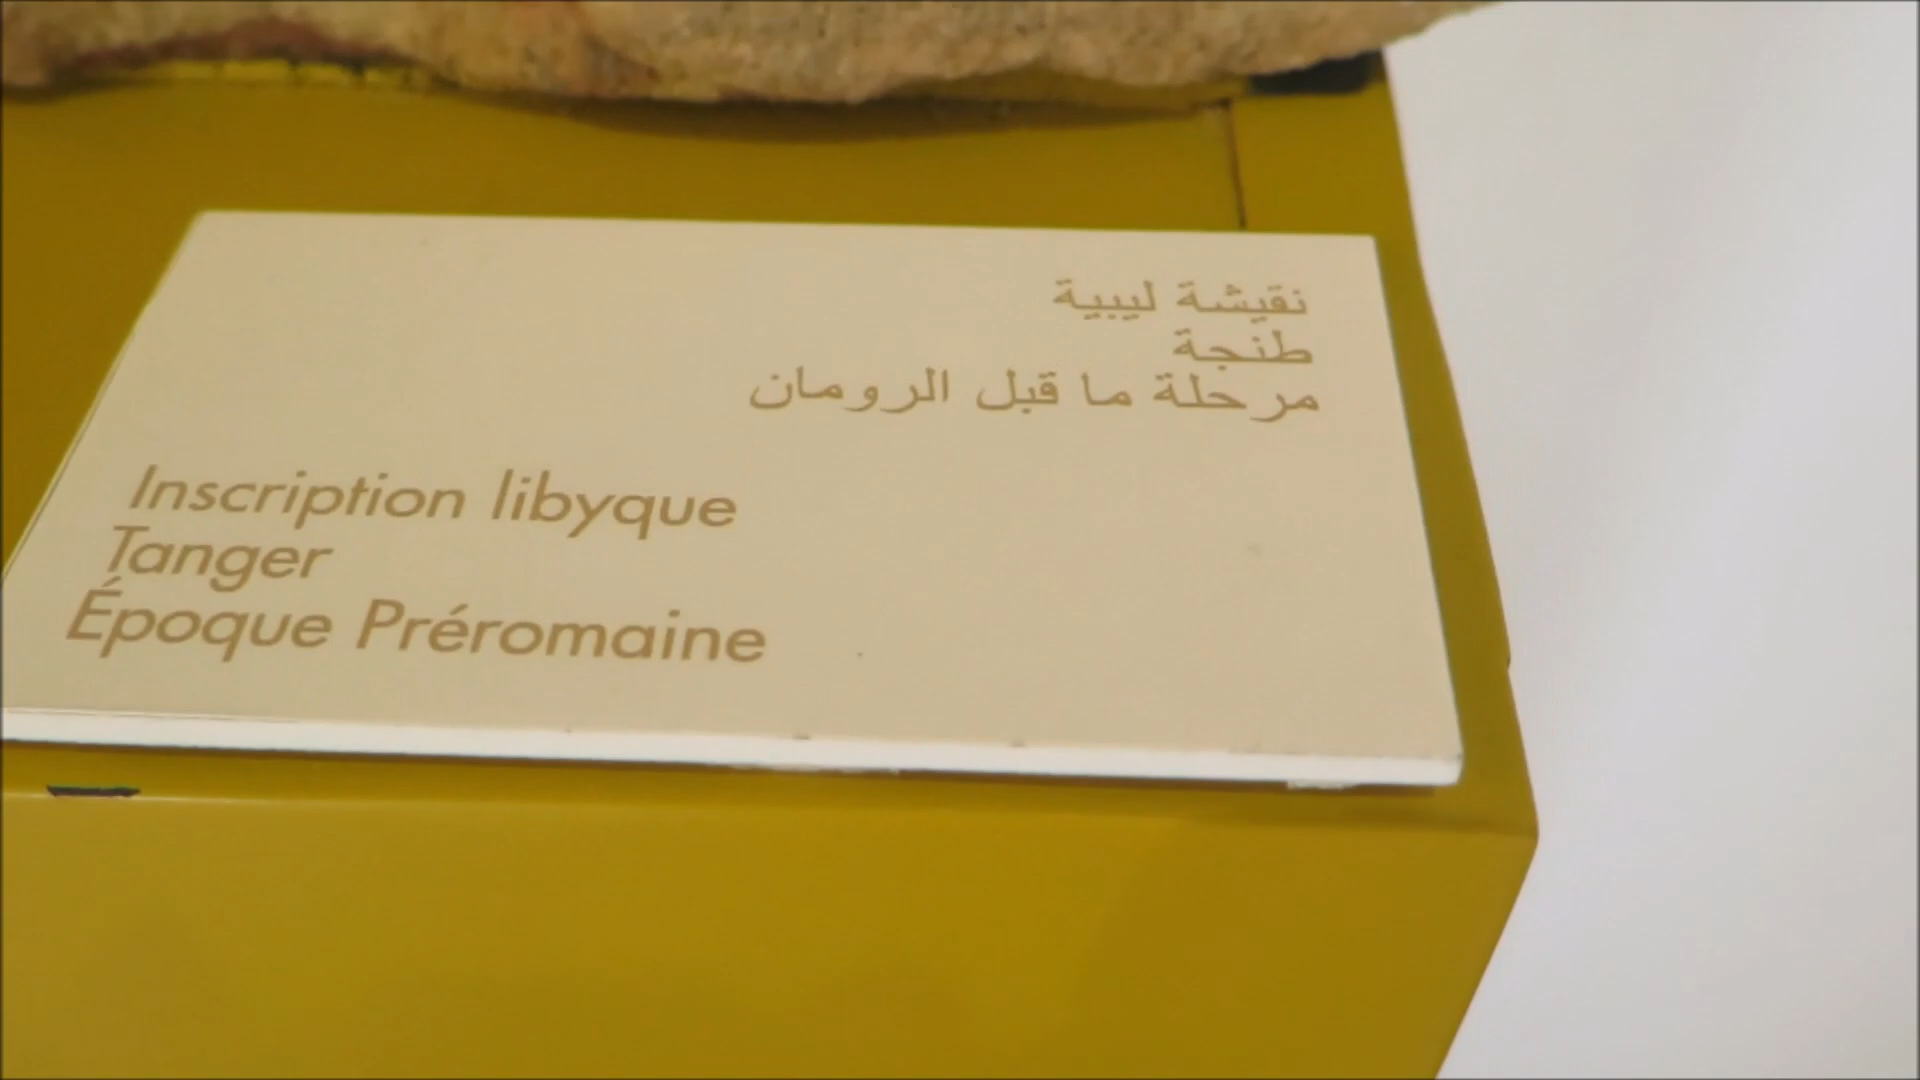 نقيشة ليبية
طنجة
مرحلة ما قبل الرومان
Inscription libyque
Tanger
Époque Préromaine